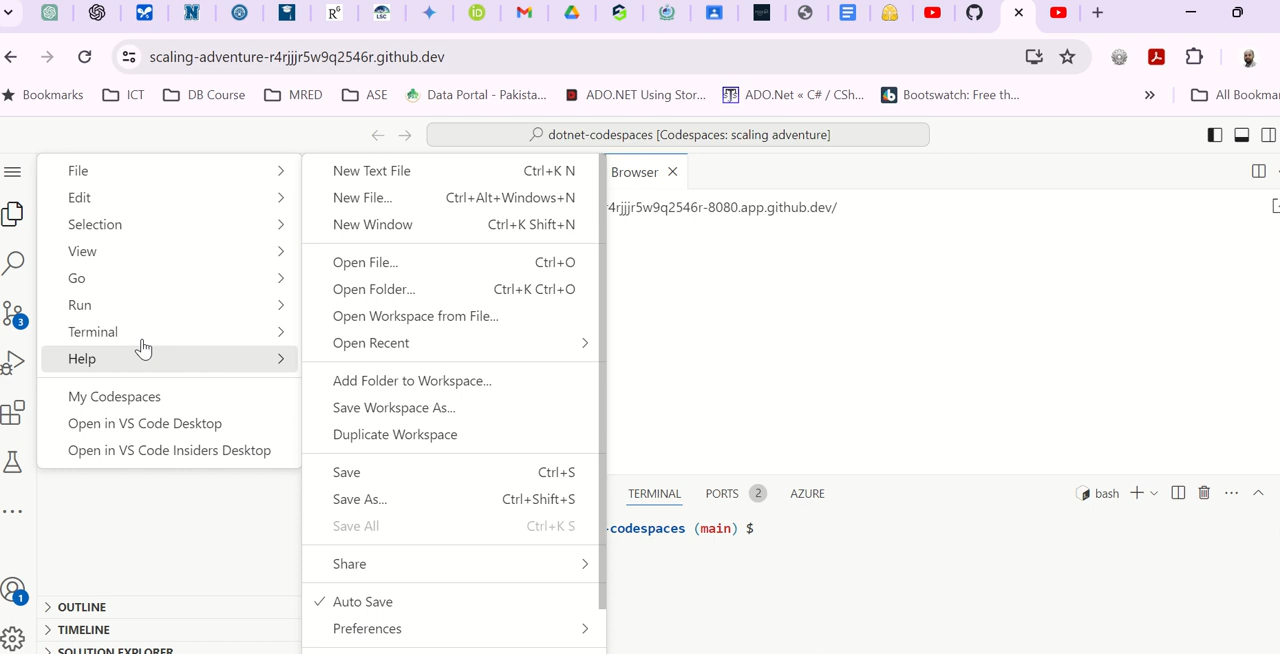 scaling-adventure-r4rjjjr5w9q2546r.github.dev
Bookmarks ICT DB Course MRED ASE Data Portal - Pakista... ADO.NET Using Stor... ADO.Net « C# / CSh... Bootswatch: Free th... » All Bookmar
dotnet-codespaces [Codespaces: scaling adventure]
File
Edit
Selection
View
Go
Run
Terminal
Help
My Codespaces
Open in VS Code Desktop
Open in VS Code Insiders Desktop
New Text File Ctrl+K N
New File... Ctrl+Alt+Windows+N
New Window Ctrl+K Shift+N
Open File... Ctrl+O
Open Folder... Ctrl+K Ctrl+O
Open Workspace from File...
Open Recent
Add Folder to Workspace...
Save Workspace As...
Duplicate Workspace
Save Ctrl+S
Save As... Ctrl+Shift+S
Save All Ctrl+K S
Share
Auto Save
Preferences
Browser
4rjjjr5w9q2546r-8080.app.github.dev/
TERMINAL PORTS 2 AZURE bash
-codespaces (main) $
3
1
OUTLINE
TIMELINE
SOLUTION EXPLORER